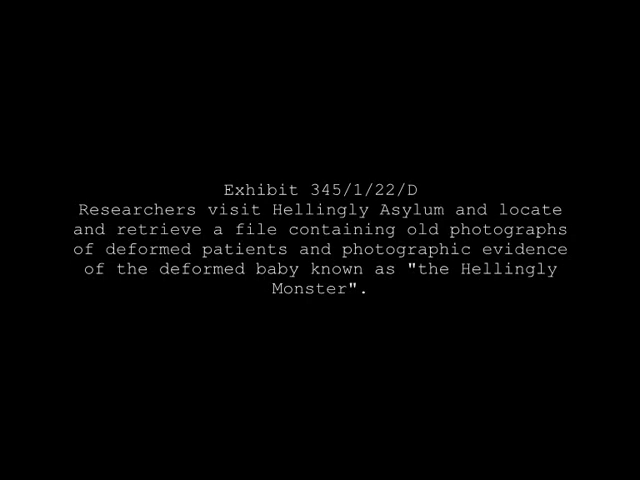 Exhibit 345/1/22/D
Researchers visit Hellingly Asylum and locate
and retrieve a file containing old photographs
of deformed patients and photographic evidence
of the deformed baby known as "the Hellingly
Monster".